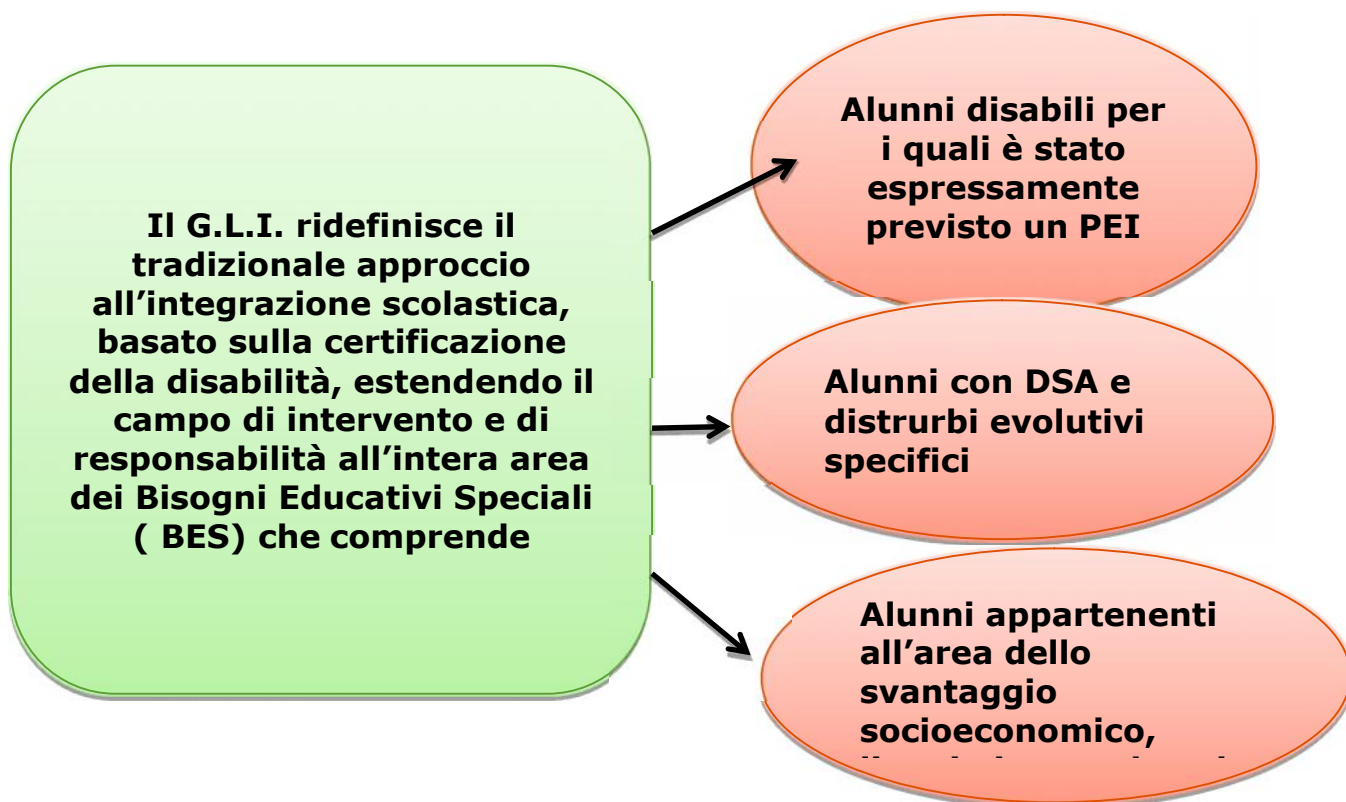 Il G.L.I. ridefinisce il
tradizionale approccio
all’integrazione scolastica,
basato sulla certificazione
della disabilità, estendendo il
campo di intervento e di
responsabilità all’intera area
dei Bisogni Educativi Speciali
( BES) che comprende
Alunni disabili per
i quali è stato
espressamente
previsto un PEI
Alunni con DSA e
distrurbi evolutivi
specifici
Alunni appartenenti
all’area dello
svantaggio
socioeconomico,